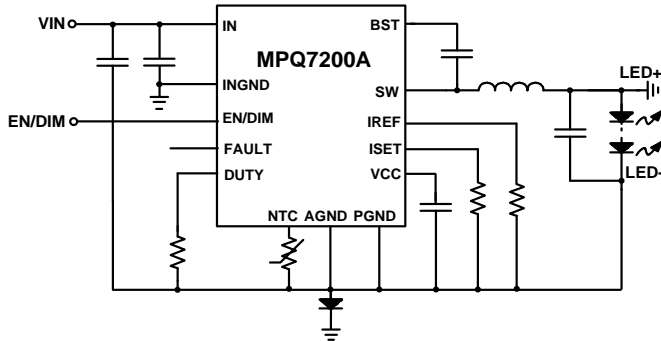 VIN
IN
BST
MPQ7200A
LED+
INGND
SW
EN/DIM
EN/DIM
IREF
FAULT
ISET
LED-
DUTY
VCC
NTC AGND PGND